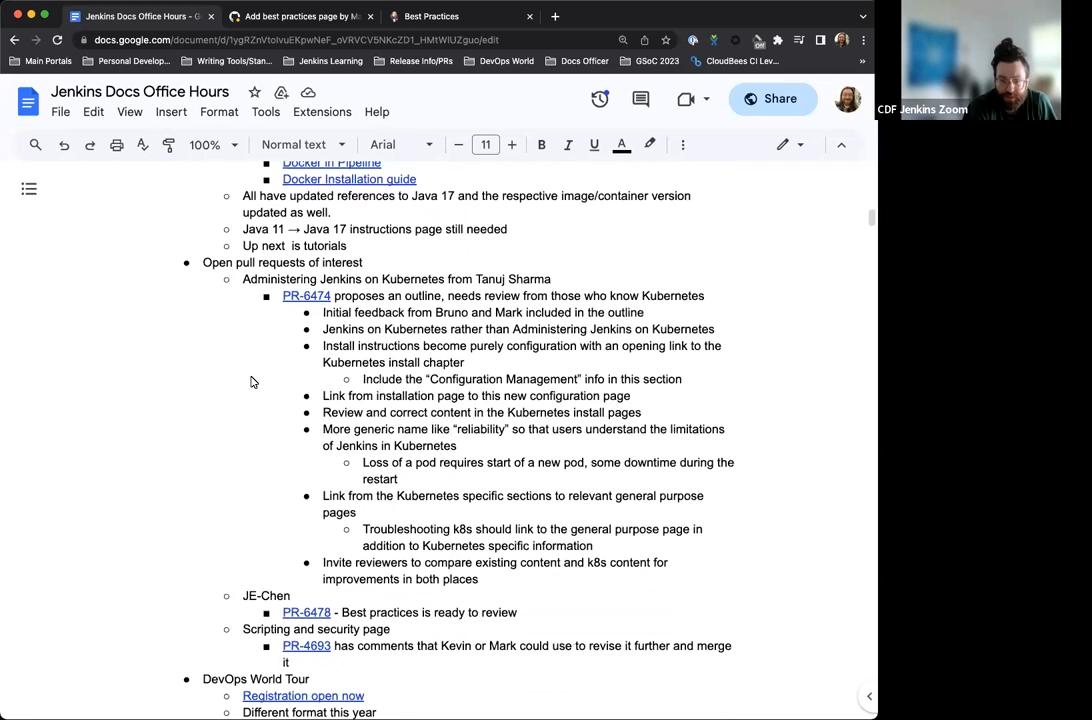 Jenkins Docs Office Hours - G
Add best practices page by Ma
Best Practices
docs.google.com/document/d/1ygRZnVtoIvuEKpwNeF_oVRVCV5NKcZD1_HMtWlUZguo/edit
Off
Main Portals
Personal Develop...
Writing Tools/Stan...
Jenkins Learning
Release Info/PRs
DevOps World
Docs Officer
GSoC 2023
CloudBees CI Lev...
»
Jenkins Docs Office Hours
File Edit View Insert Format Tools Extensions Help
Share
CDF Jenkins Zoom
100% Normal text Arial 11 B I U A
Docker in Pipeline
Docker Installation guide
All have updated references to Java 17 and the respective image/container version
updated as well.
Java 11 → Java 17 instructions page still needed
Up next is tutorials
Open pull requests of interest
Administering Jenkins on Kubernetes from Tanuj Sharma
PR-6474 proposes an outline, needs review from those who know Kubernetes
Initial feedback from Bruno and Mark included in the outline
Jenkins on Kubernetes rather than Administering Jenkins on Kubernetes
Install instructions become purely configuration with an opening link to the
Kubernetes install chapter
Include the “Configuration Management” info in this section
Link from installation page to this new configuration page
Review and correct content in the Kubernetes install pages
More generic name like “reliability” so that users understand the limitations
of Jenkins in Kubernetes
Loss of a pod requires start of a new pod, some downtime during the
restart
Link from the Kubernetes specific sections to relevant general purpose
pages
Troubleshooting k8s should link to the general purpose page in
addition to Kubernetes specific information
Invite reviewers to compare existing content and k8s content for
improvements in both places
JE-Chen
PR-6478 - Best practices is ready to review
Scripting and security page
PR-4693 has comments that Kevin or Mark could use to revise it further and merge
it
DevOps World Tour
Registration open now
Different format this year